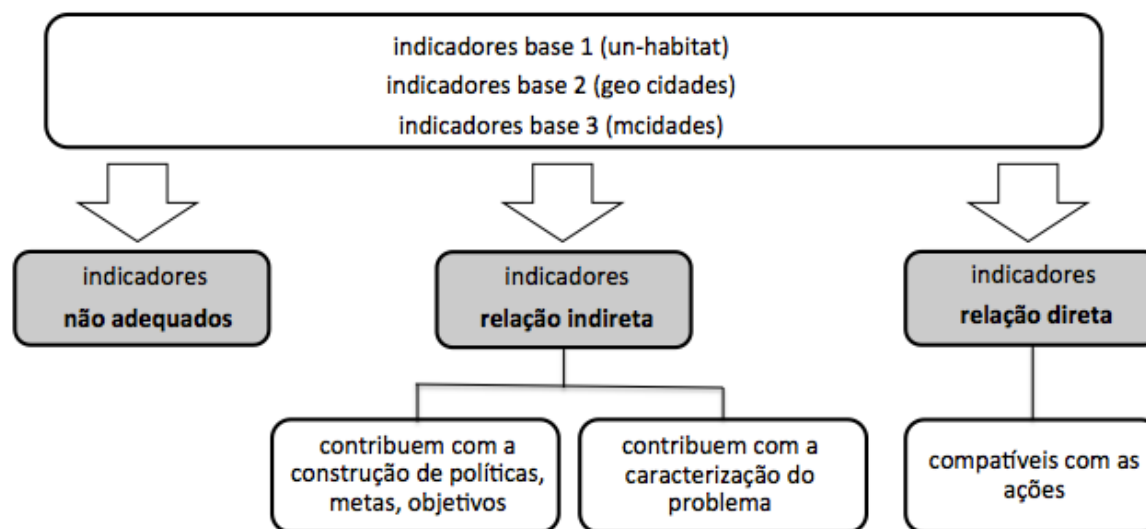 indicadores base 1 (un-habitat)
indicadores base 2 (geo cidades)
indicadores base 3 (mcidades)
indicadores
não adequados
indicadores
relação indireta
indicadores
relação direta
contribuem com a
construção de políticas,
metas, objetivos
contribuem com a
caracterização do
problema
compatíveis com as
ações